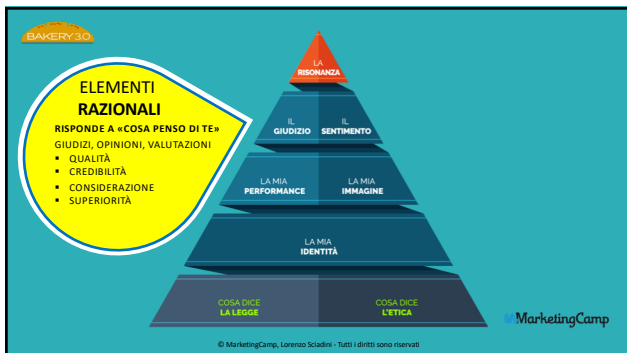 BAKERY 3.0
ELEMENTI
RAZIONALI
RISPONDE A «COSA PENSO DI TE»
GIUDIZI, OPINIONI, VALUTAZIONI
▪ QUALITÀ
▪ CREDIBILITÀ
▪ CONSIDERAZIONE
▪ SUPERIORITÀ
LA
RISONANZA
IL
GIUDIZIO
IL
SENTIMENTO
LA MIA
PERFORMANCE
LA MIA
IMMAGINE
LA MIA
IDENTITÀ
COSA DICE
LA LEGGE
COSA DICE
L'ETICA
MarketingCamp
© MarketingCamp, Lorenzo Sciadini - Tutti i diritti sono riservati